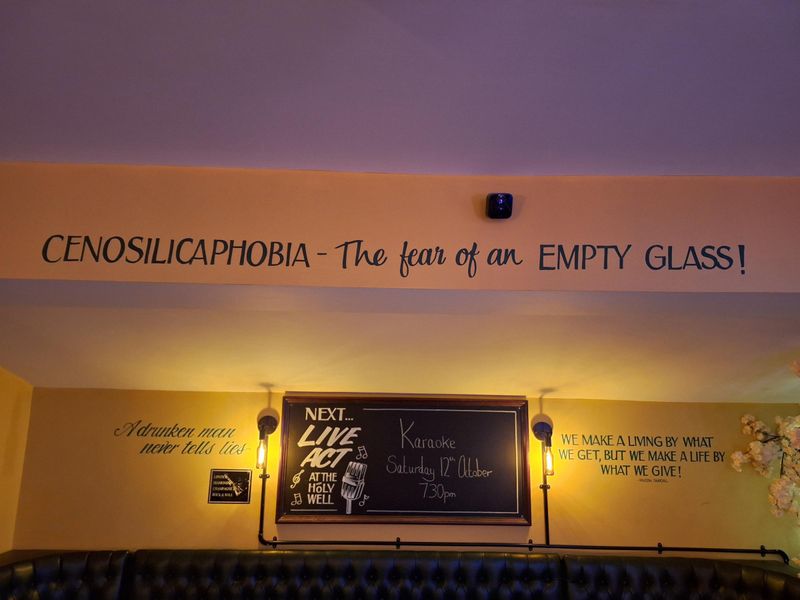 CENOSILICAPHOBIA - The fear of an EMPTY GLASS!
A drunken man
never tells lies
NEXT...
LIVE
ACT
AT THE
HOLY
WELL
Karaoke
Saturday 12th October
7.30pm
WE MAKE A LIVING BY WHAT
WE GET, BUT WE MAKE A LIFE BY
WHAT WE GIVE!